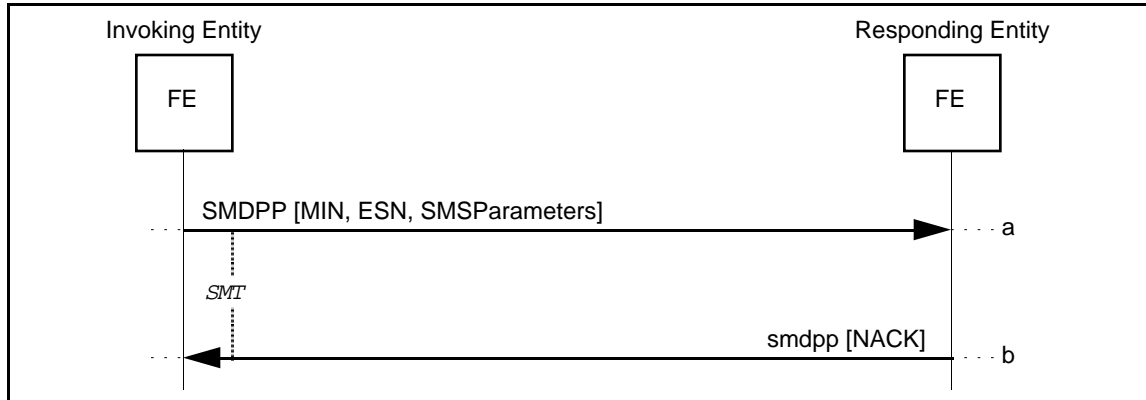 Invoking Entity
Responding Entity
FE
FE
SMDPP [MIN, ESN, SMSParameters]
a
SMT
smdpp [NACK]
b